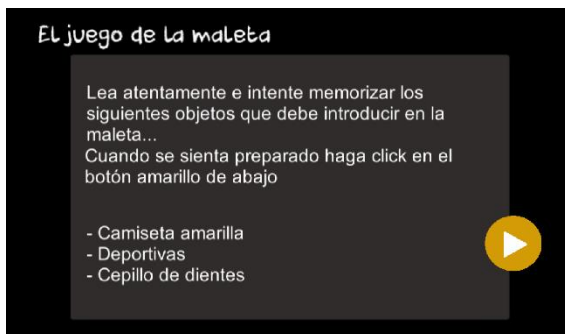 El juego de la maleta
Lea atentamente e intente memorizar los
siguientes objetos que debe introducir en la
maleta...
Cuando se sienta preparado haga click en el
botón amarillo de abajo
- Camiseta amarilla
- Deportivas
- Cepillo de dientes